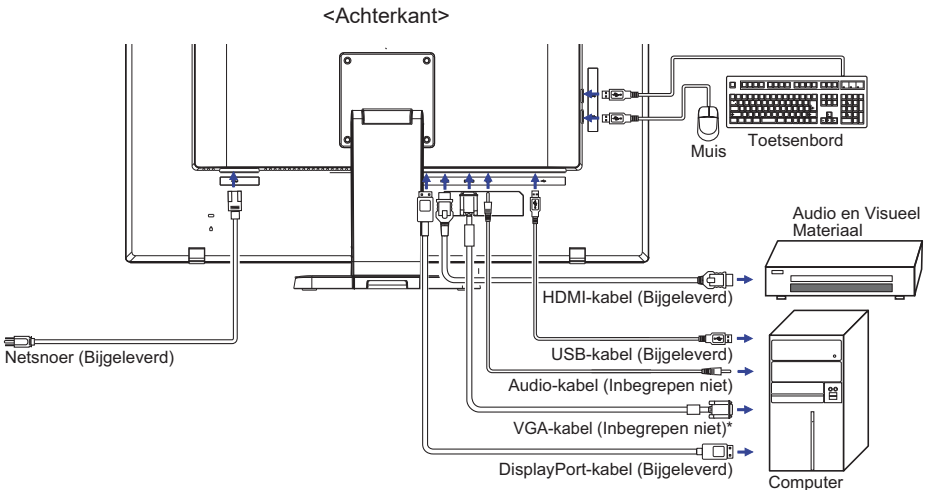 <Achterkant>
Muis
Toetsenbord
Audio en Visueel
Materiaal
HDMI-kabel (Bijgeleverd)
Netsnoer (Bijgeleverd)
USB-kabel (Bijgeleverd)
Audio-kabel (Inbegrepen niet)
VGA-kabel (Inbegrepen niet)*
DisplayPort-kabel (Bijgeleverd)
Computer